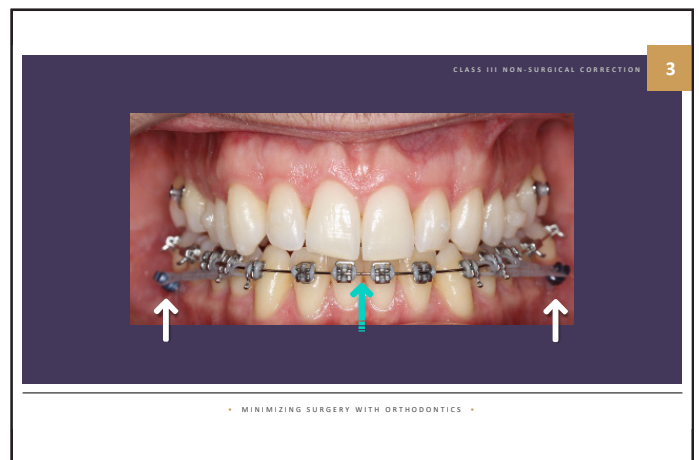 CLASS III NON-SURGICAL CORRECTION
3
• MINIMIZING SURGERY WITH ORTHODONTICS •